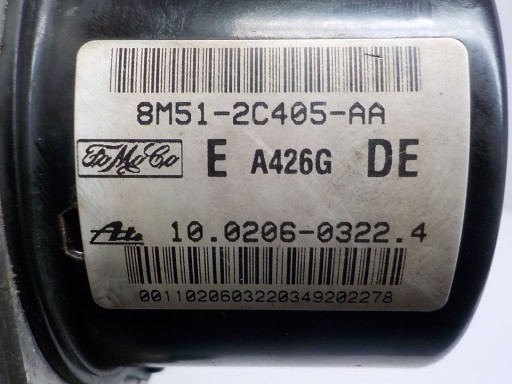 8M51-2C405-AA
FoMoCo E A426G DE
Ate 10.0206-0322.4
0011020603220349202278